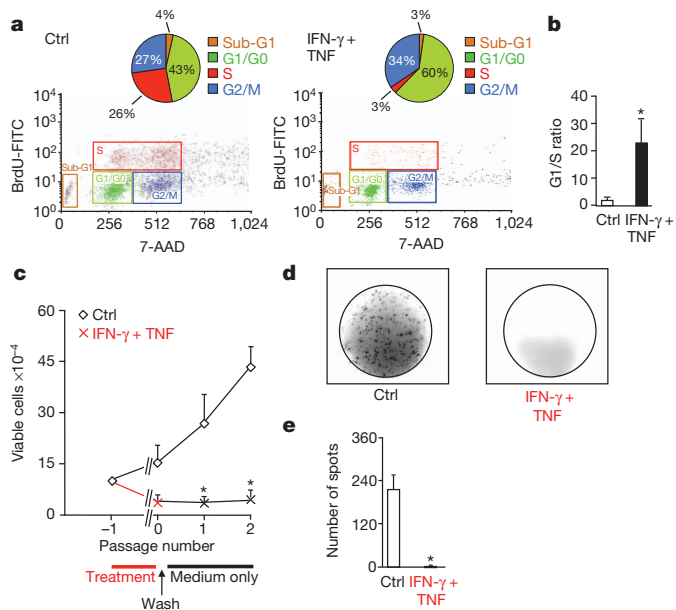 a
Ctrl
4%
27%
43%
26%
Sub-G1
G1/G0
S
G2/M
BrdU-FITC
10⁴
10³
10²
10¹
10⁰
S
Sub-G1
G1/G0
G2/M
0
256
512
768
1,024
7-AAD
IFN-γ +
TNF
3%
34%
60%
3%
Sub-G1
G1/G0
S
G2/M
BrdU-FITC
10⁴
10³
10²
10¹
10⁰
S
Sub-G1
G1/G0
G2/M
0
256
512
768
1,024
7-AAD
b
G1/S ratio
40
30
20
10
0
*
Ctrl
IFN-γ +
TNF
c
Viable cells ×10⁻⁴
60
45
30
15
0
Ctrl
IFN-γ + TNF
*
*
−1
0
1
2
Passage number
Treatment
Medium only
Wash
d
Ctrl
IFN-γ +
TNF
e
Number of spots
360
240
120
0
*
Ctrl
IFN-γ +
TNF